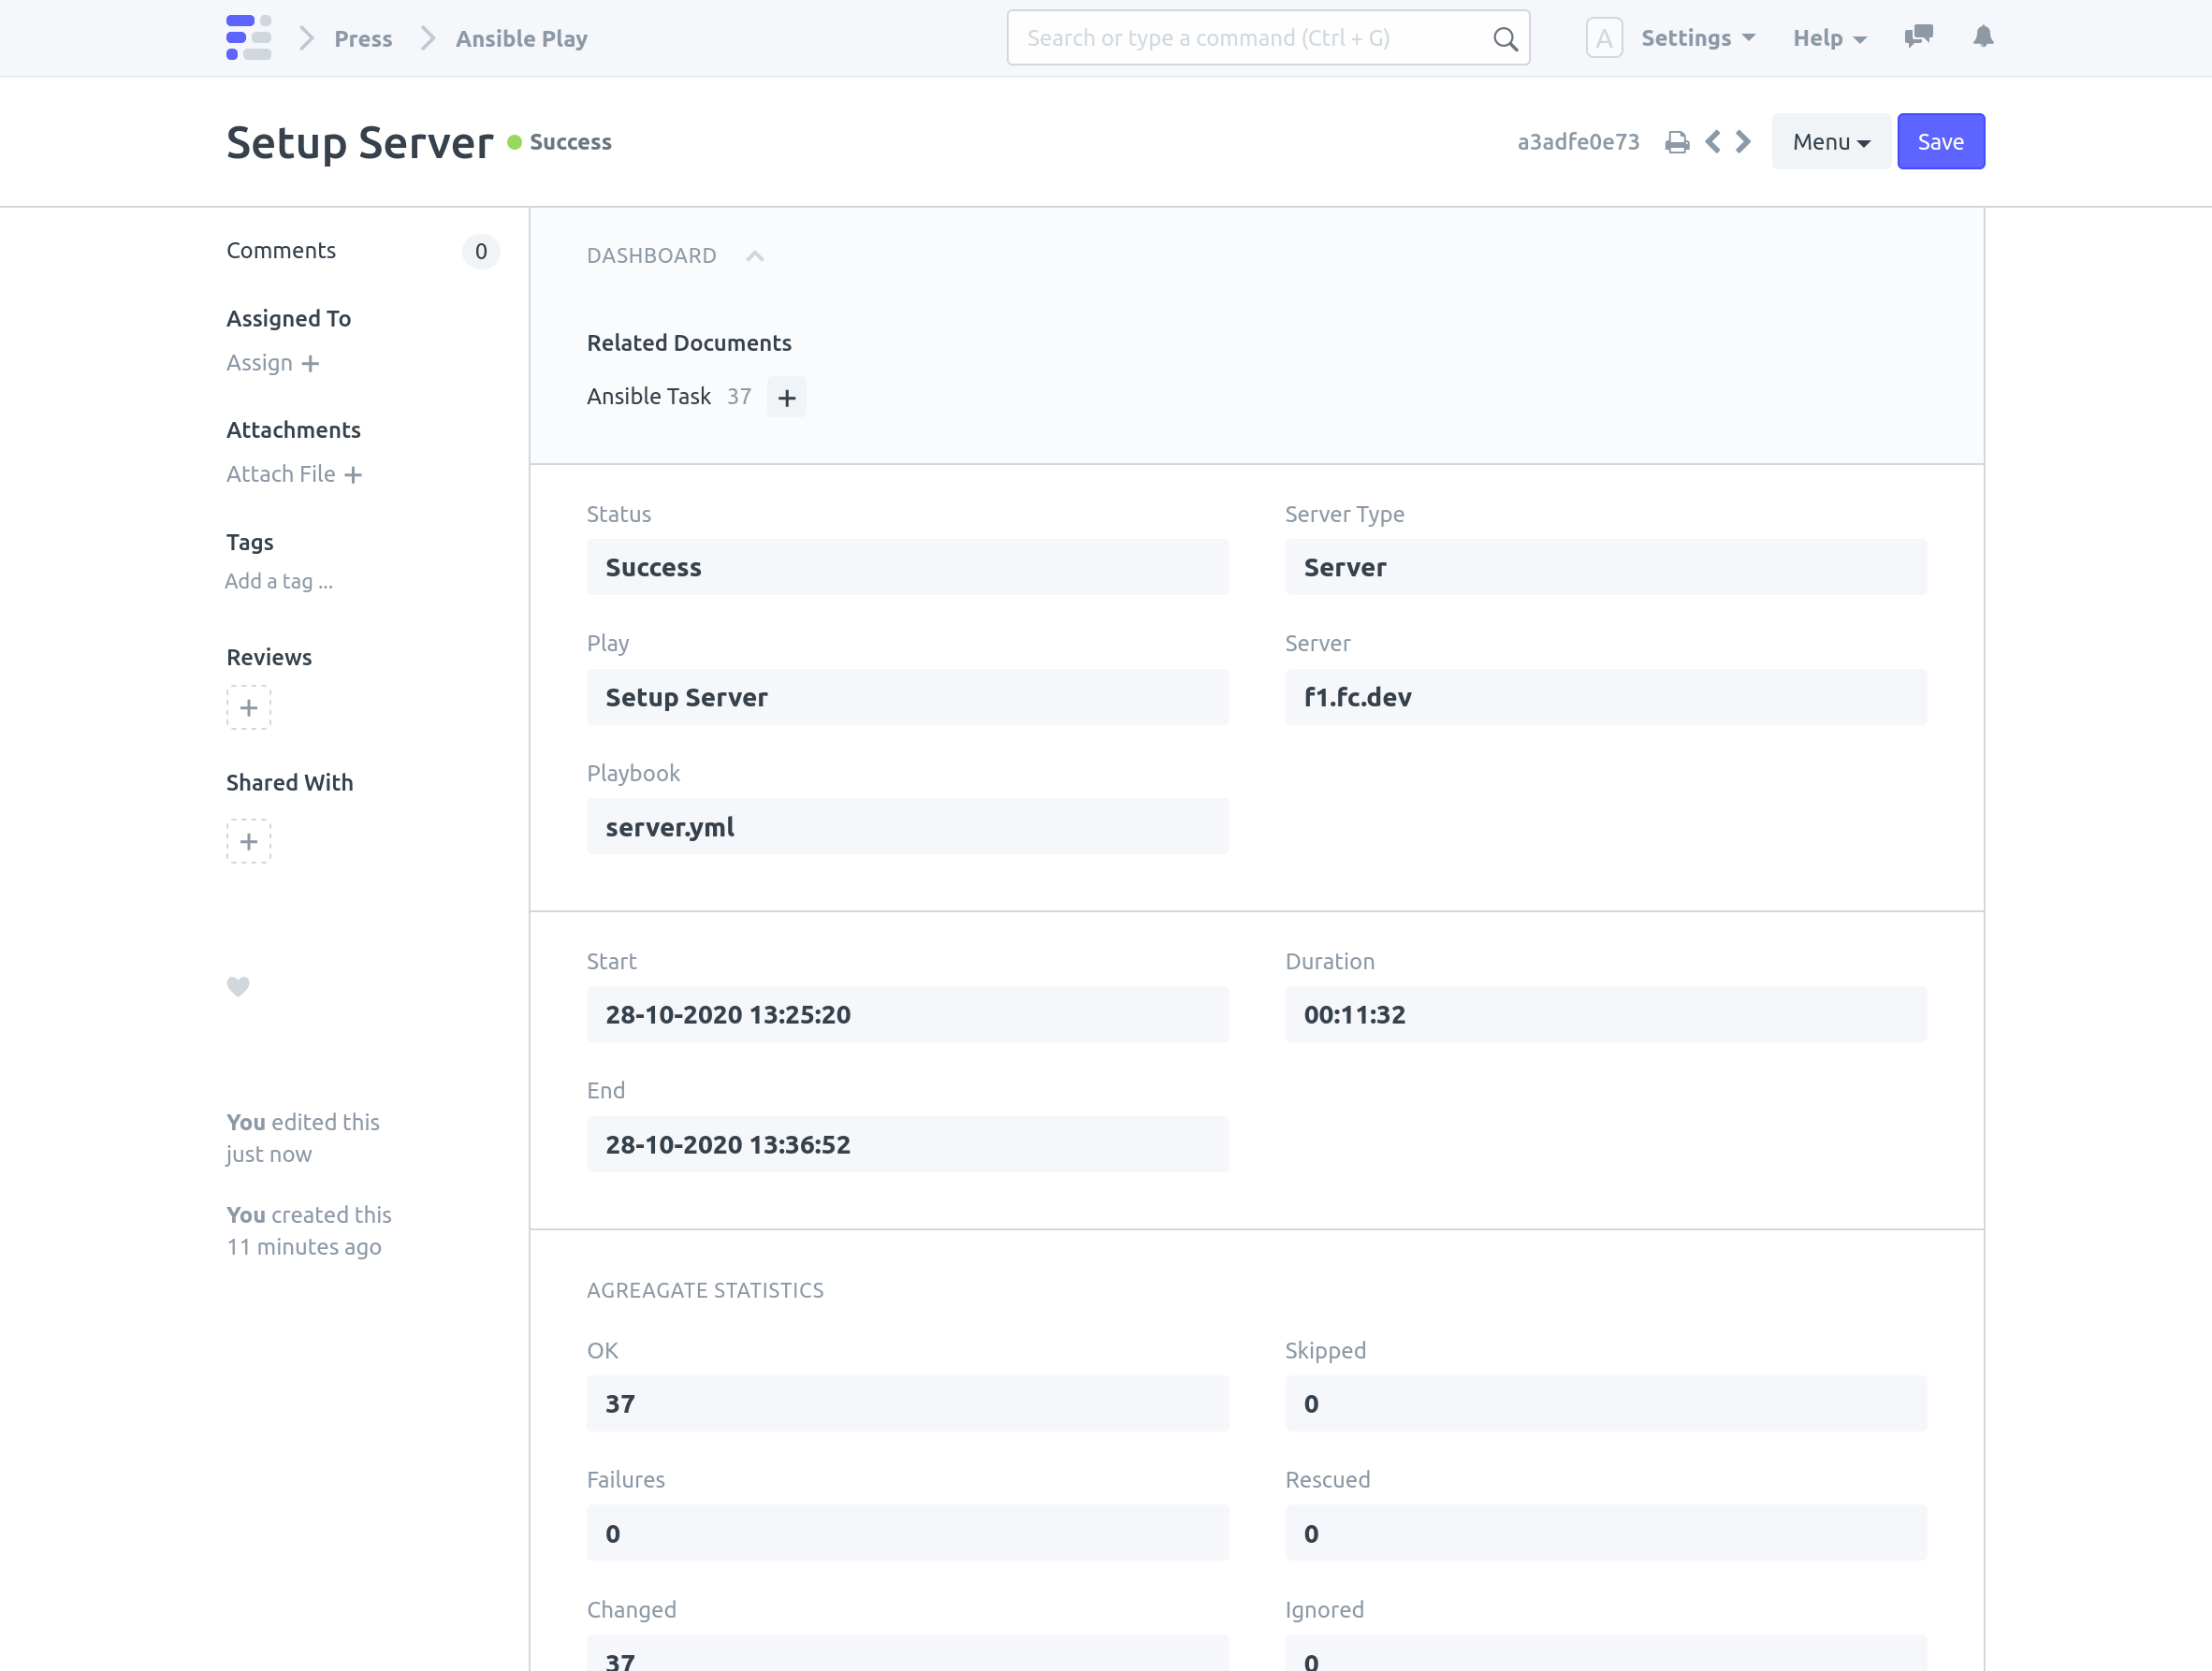 Press Ansible Play Search or type a command (Ctrl + G) A Settings Help
Setup Server Success a3adfe0e73 Menu Save
Comments 0
Assigned To
Assign +
Attachments
Attach File +
Tags
Add a tag ...
Reviews
+
Shared With
+
You edited this
just now
You created this
11 minutes ago
DASHBOARD
Related Documents
Ansible Task 37 +
Status
Success
Server Type
Server
Play
Setup Server
Server
f1.fc.dev
Playbook
server.yml
Start
28-10-2020 13:25:20
Duration
00:11:32
End
28-10-2020 13:36:52
AGREAGATE STATISTICS
OK
37
Skipped
0
Failures
0
Rescued
0
Changed
37
Ignored
0